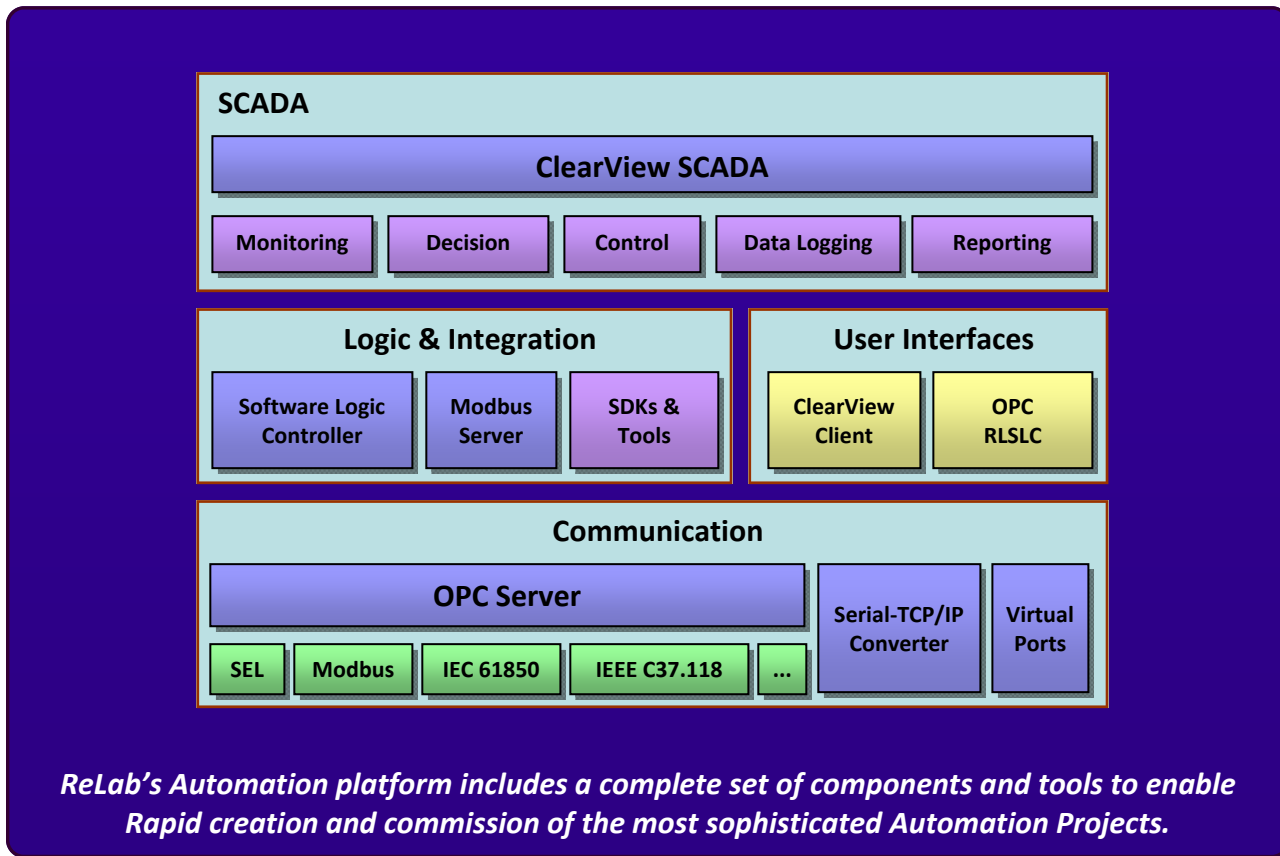 SCADA
ClearView SCADA
Monitoring
Decision
Control
Data Logging
Reporting
Logic & Integration
Software Logic
Controller
Modbus
Server
SDKs &
Tools
User Interfaces
ClearView
Client
OPC
RLSLC
Communication
OPC Server
SEL
Modbus
IEC 61850
IEEE C37.118
...
Serial-TCP/IP
Converter
Virtual
Ports
ReLab’s Automation platform includes a complete set of components and tools to enable
Rapid creation and commission of the most sophisticated Automation Projects.